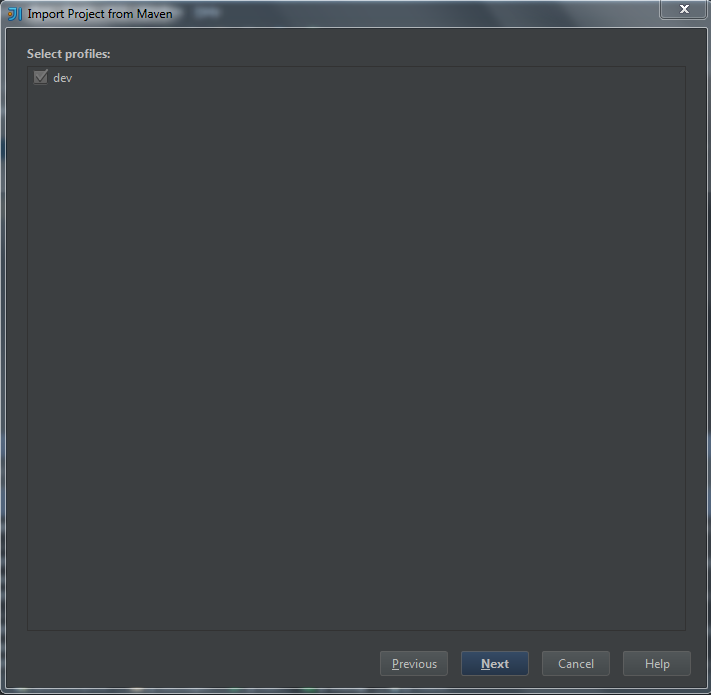 Import Project from Maven
Select profiles:
dev
Previous
Next
Cancel
Help